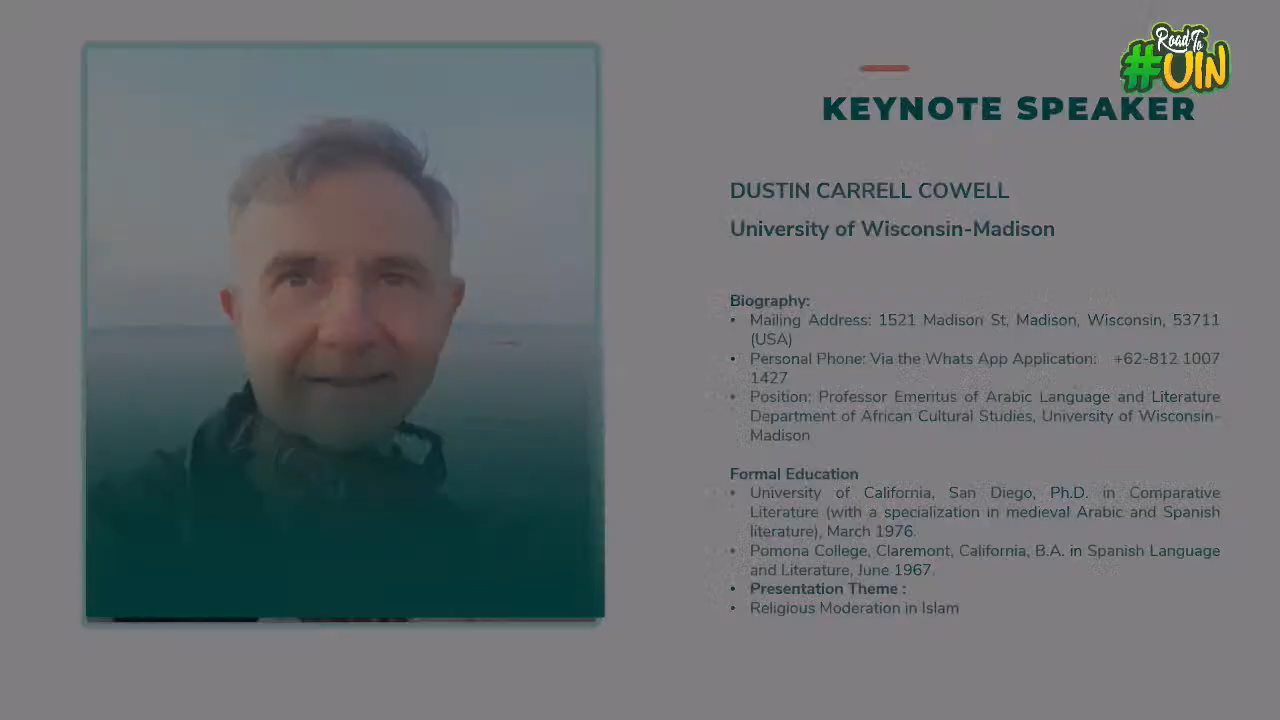 Road To
#UIN
KEYNOTE SPEAKER
DUSTIN CARRELL COWELL
University of Wisconsin-Madison
Biography:
• Mailing Address: 1521 Madison St, Madison, Wisconsin, 53711
(USA)
• Personal Phone: Via the Whats App Application: +62-812 1007
1427
• Position: Professor Emeritus of Arabic Language and Literature
Department of African Cultural Studies, University of Wisconsin-
Madison
Formal Education
• University of California, San Diego, Ph.D. in Comparative
Literature (with a specialization in medieval Arabic and Spanish
literature), March 1976.
• Pomona College, Claremont, California, B.A. in Spanish Language
and Literature, June 1967.
• Presentation Theme :
• Religious Moderation in Islam